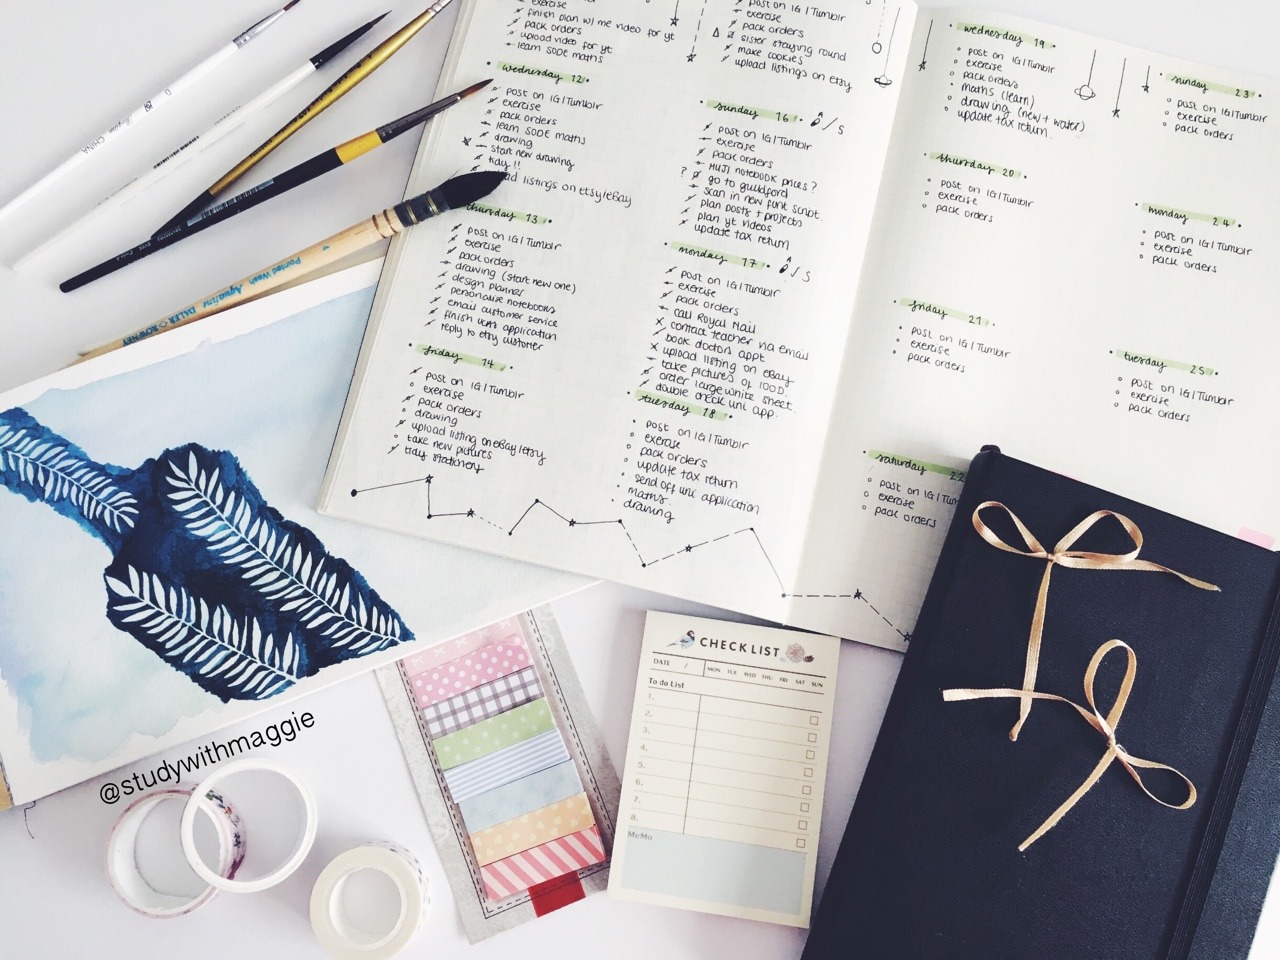 exercise
finish plan w/ me video for yt
pack orders
upload video for yt
learn SODE maths
wednesday 12
post on IG/Tumblr
exercise
pack orders
learn SODE maths
drawing
start new drawing
tidy!!
listings on etsy/eBay
thursday 13
post on IG/Tumblr
exercise
pack orders
drawing (start new one)
design planner
personalise notebooks
email customer service
finish application
reply to etsy customer
friday 14
post on IG/Tumblr
exercise
pack orders
drawing
upload listing on eBay/etsy
take new pictures
tidy stationery
post on IG/Tumblr
exercise
pack orders
sister staying round
make cookies
upload listings on etsy
sunday 16
post on IG/Tumblr
exercise
pack orders
MUJI notebook prices?
? go to guildford
scan in new font script
plan posts + projects
plan yt videos
update tax return
monday 17
post on IG/Tumblr
exercise
pack orders
call Royal Mail
contact teacher via email
book doctors appt
upload listing on eBay
take pictures of 100D
order large white sheet
double check uni app.
tuesday 18
post on IG/Tumblr
exercise
pack orders
update tax return
send off uni application
maths
drawing
wednesday 19
post on IG/Tumblr
exercise
pack orders
maths (learn)
drawing (new + water)
update tax return
thursday 20
post on IG/Tumblr
exercise
pack orders
friday 21
post on IG/Tumblr
exercise
pack orders
saturday 22
post on IG/Tum
exercise
pack orders
sunday 23
post on IG/Tumblr
exercise
pack orders
monday 24
post on IG/Tumblr
exercise
pack orders
tuesday 25
post on IG/Tumblr
exercise
pack orders
CHINA
DALER ROWNEY Aquafine Pointed Wash
@studywithmaggie
CHECKLIST
DATE / MON TUE WED THU FRI SAT SUN
To do List
1.
2.
3.
4.
5.
6.
7.
8.
MeMo